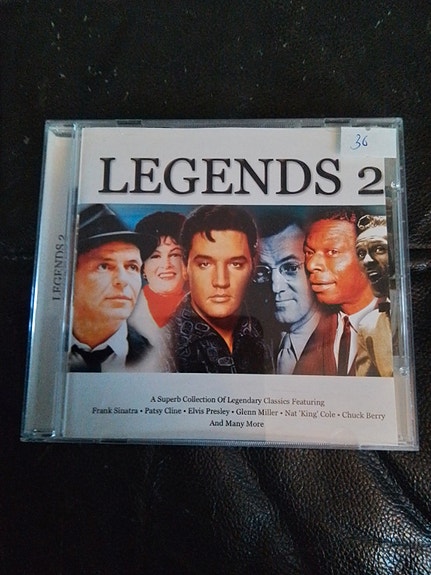 36
LEGENDS 2
LEGENDS 2
A Superb Collection Of Legendary Classics Featuring
Frank Sinatra • Patsy Cline • Elvis Presley • Glenn Miller • Nat 'King' Cole • Chuck Berry
And Many More